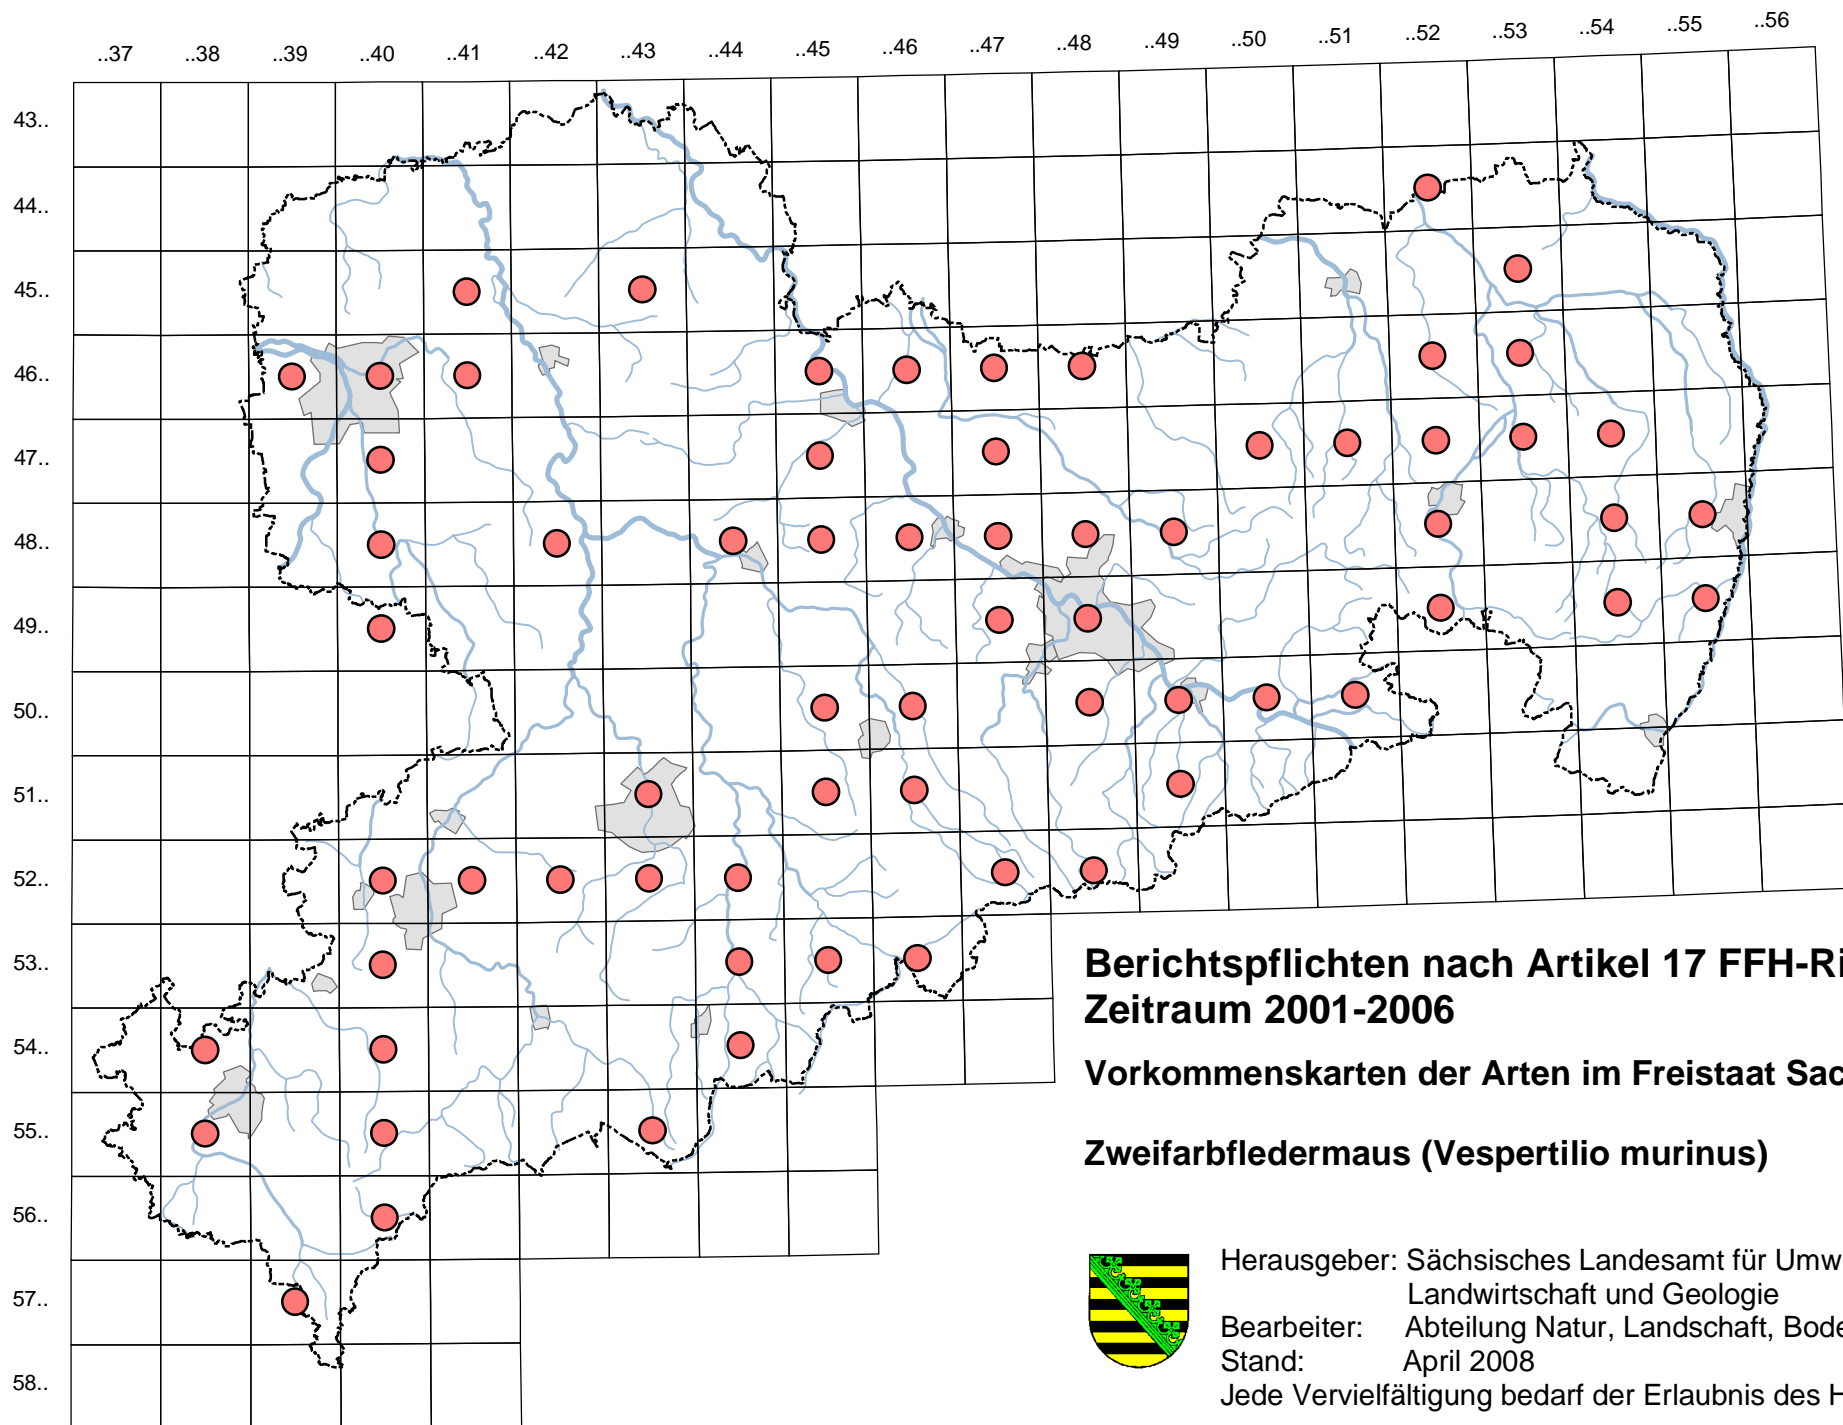 ..37 ..38 ..39 ..40 ..41 ..42 ..43 ..44 ..45 ..46 ..47 ..48 ..49 ..50 ..51 ..52 ..53 ..54 ..55 ..56
43..
44..
45..
46..
47..
48..
49..
50..
51..
52..
53..
54..
55..
56..
57..
58..
Berichtspflichten nach Artikel 17 FFH-Ri
Zeitraum 2001-2006
Vorkommenskarten der Arten im Freistaat Sac
Zweifarbfledermaus (Vespertilio murinus)
Herausgeber: Sächsisches Landesamt für Umw
Landwirtschaft und Geologie
Bearbeiter: Abteilung Natur, Landschaft, Bode
Stand: April 2008
Jede Vervielfältigung bedarf der Erlaubnis des H